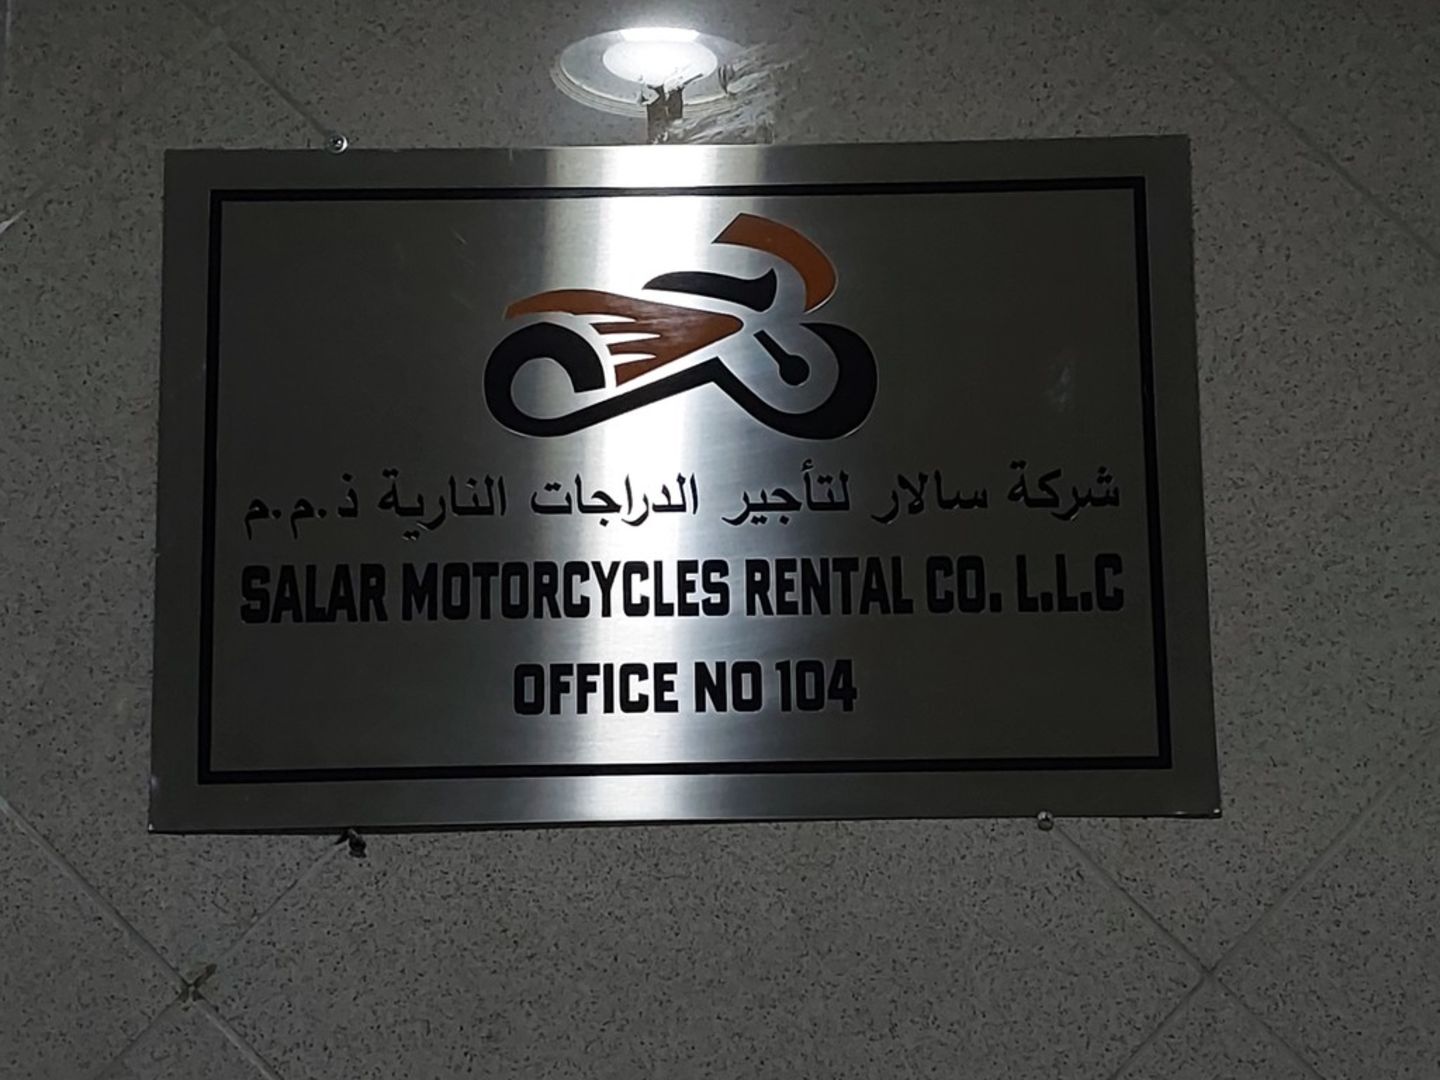 شركة سالار لتأجير الدراجات النارية ذ.م.م
SALAR MOTORCYCLES RENTAL CO. L.L.C
OFFICE NO 104